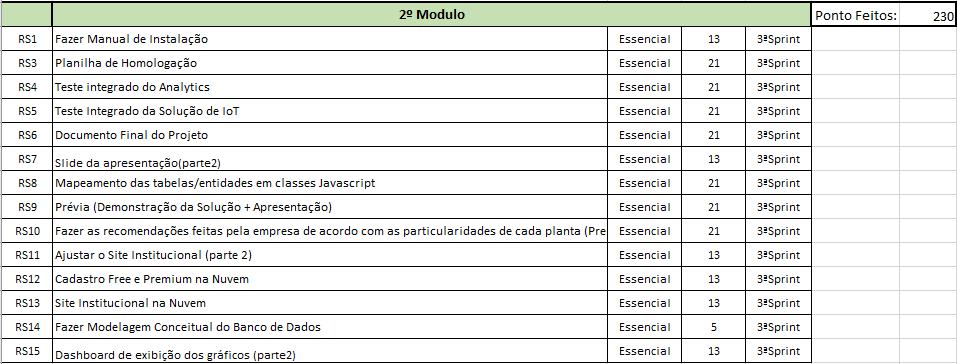 2º Modulo Ponto Feitos: 230
RS1 Fazer Manual de Instalação Essencial 13 3ªSprint
RS3 Planilha de Homologação Essencial 21 3ªSprint
RS4 Teste integrado do Analytics Essencial 21 3ªSprint
RS5 Teste Integrado da Solução de IoT Essencial 21 3ªSprint
RS6 Documento Final do Projeto Essencial 21 3ªSprint
RS7 Slide da apresentação(parte2) Essencial 13 3ªSprint
RS8 Mapeamento das tabelas/entidades em classes Javascript Essencial 21 3ªSprint
RS9 Prévia (Demonstração da Solução + Apresentação) Essencial 21 3ªSprint
RS10 Fazer as recomendações feitas pela empresa de acordo com as particularidades de cada planta (Pre Essencial 21 3ªSprint
RS11 Ajustar o Site Institucional (parte 2) Essencial 13 3ªSprint
RS12 Cadastro Free e Premium na Nuvem Essencial 13 3ªSprint
RS13 Site Institucional na Nuvem Essencial 13 3ªSprint
RS14 Fazer Modelagem Conceitual do Banco de Dados Essencial 5 3ªSprint
RS15 Dashboard de exibição dos gráficos (parte2) Essencial 13 3ªSprint